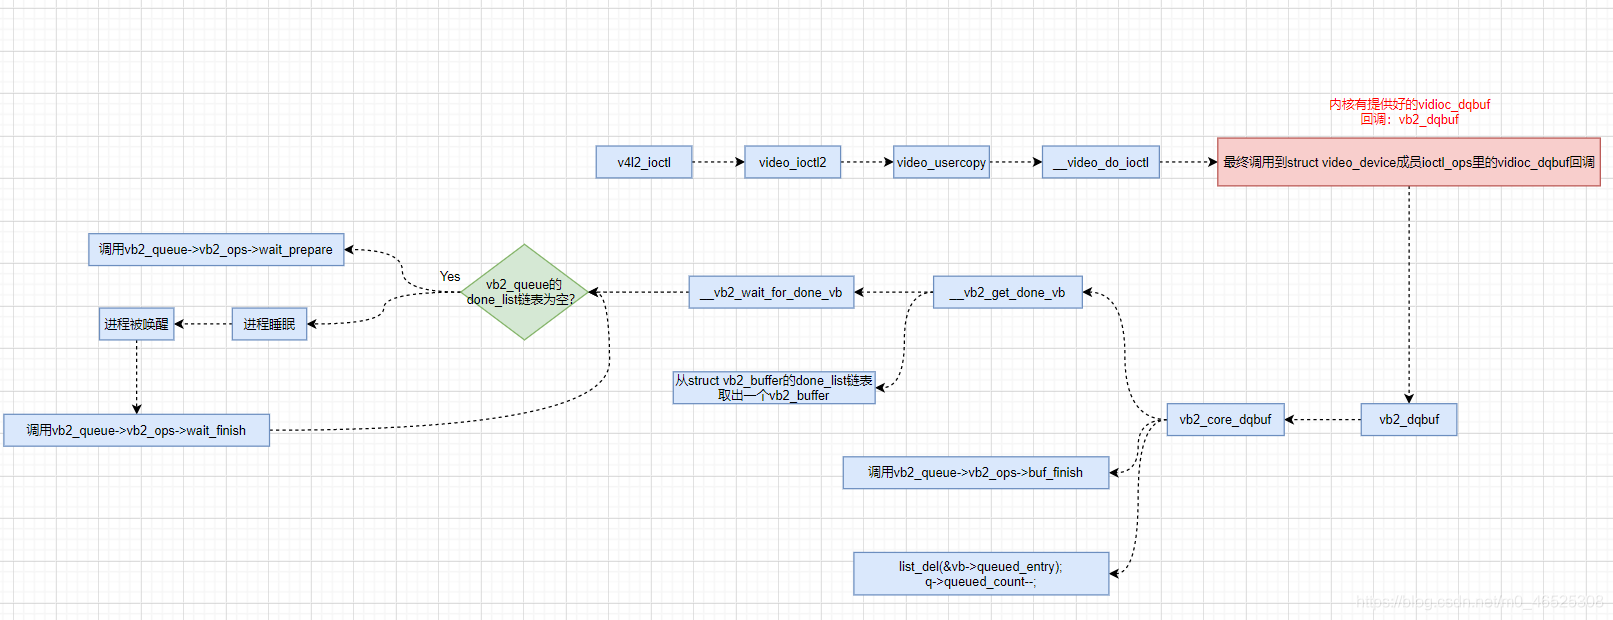 内核有提供好的vidioc_dqbuf
回调：vb2_dqbuf
v4l2_ioctl
video_ioctl2
video_usercopy
__video_do_ioctl
最终调用到struct video_device成员ioctl_ops里的vidioc_dqbuf回调
调用vb2_queue->vb2_ops->wait_prepare
Yes
vb2_queue的
done_list链表为空?
__vb2_wait_for_done_vb
__vb2_get_done_vb
进程被唤醒
进程睡眠
从struct vb2_buffer的done_list链表
取出一个vb2_buffer
调用vb2_queue->vb2_ops->wait_finish
vb2_core_dqbuf
vb2_dqbuf
调用vb2_queue->vb2_ops->buf_finish
list_del(&vb->queued_entry);
q->queued_count--;
https://blog.csdn.net/m0_46525308